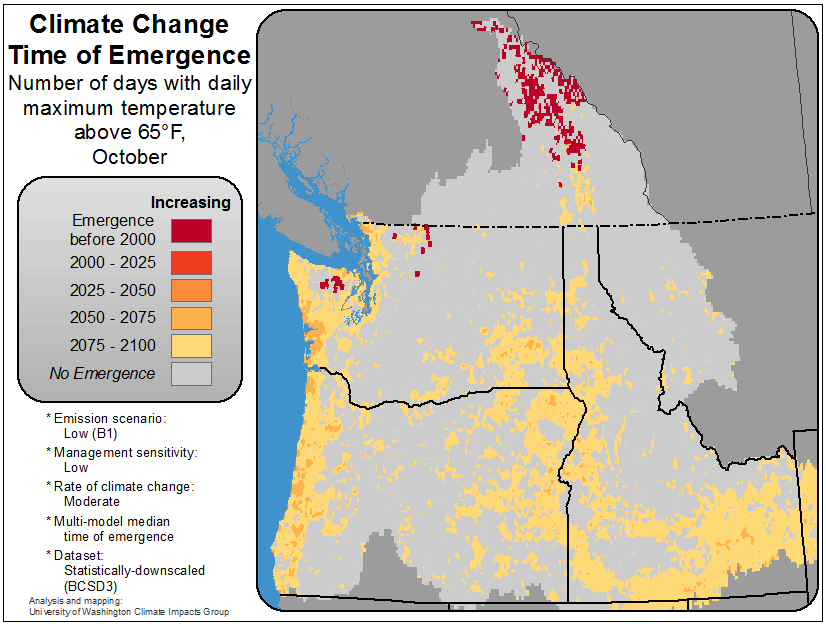 Climate Change
Time of Emergence
Number of days with daily
maximum temperature
above 65°F,
October
Increasing
Emergence
before 2000
2000 - 2025
2025 - 2050
2050 - 2075
2075 - 2100
No Emergence
* Emission scenario:
Low (B1)
* Management sensitivity:
Low
* Rate of climate change:
Moderate
* Multi-model median
time of emergence
* Dataset:
Statistically-downscaled
(BCSD3)
Analysis and mapping:
University of Washington Climate Impacts Group